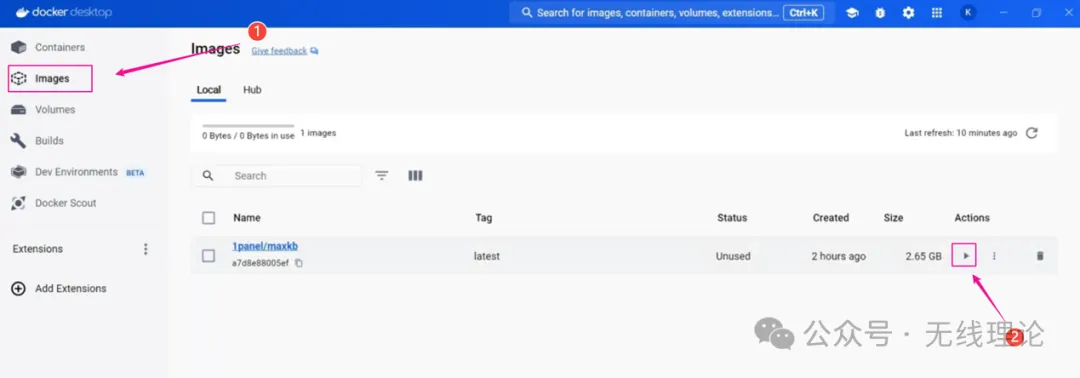 docker desktop
Search for images, containers, volumes, extensions... Ctrl+K
K
Containers
Images
Volumes
Builds
Dev Environments BETA
Docker Scout
Extensions
Add Extensions
1
Images Give feedback
Local Hub
0 Bytes / 0 Bytes in use 1 images
Last refresh: 10 minutes ago
Search
Name Tag Status Created Size Actions
1panel/maxkb
a7d8e88005ef
latest Unused 2 hours ago 2.65 GB
2
公众号 · 无线理论